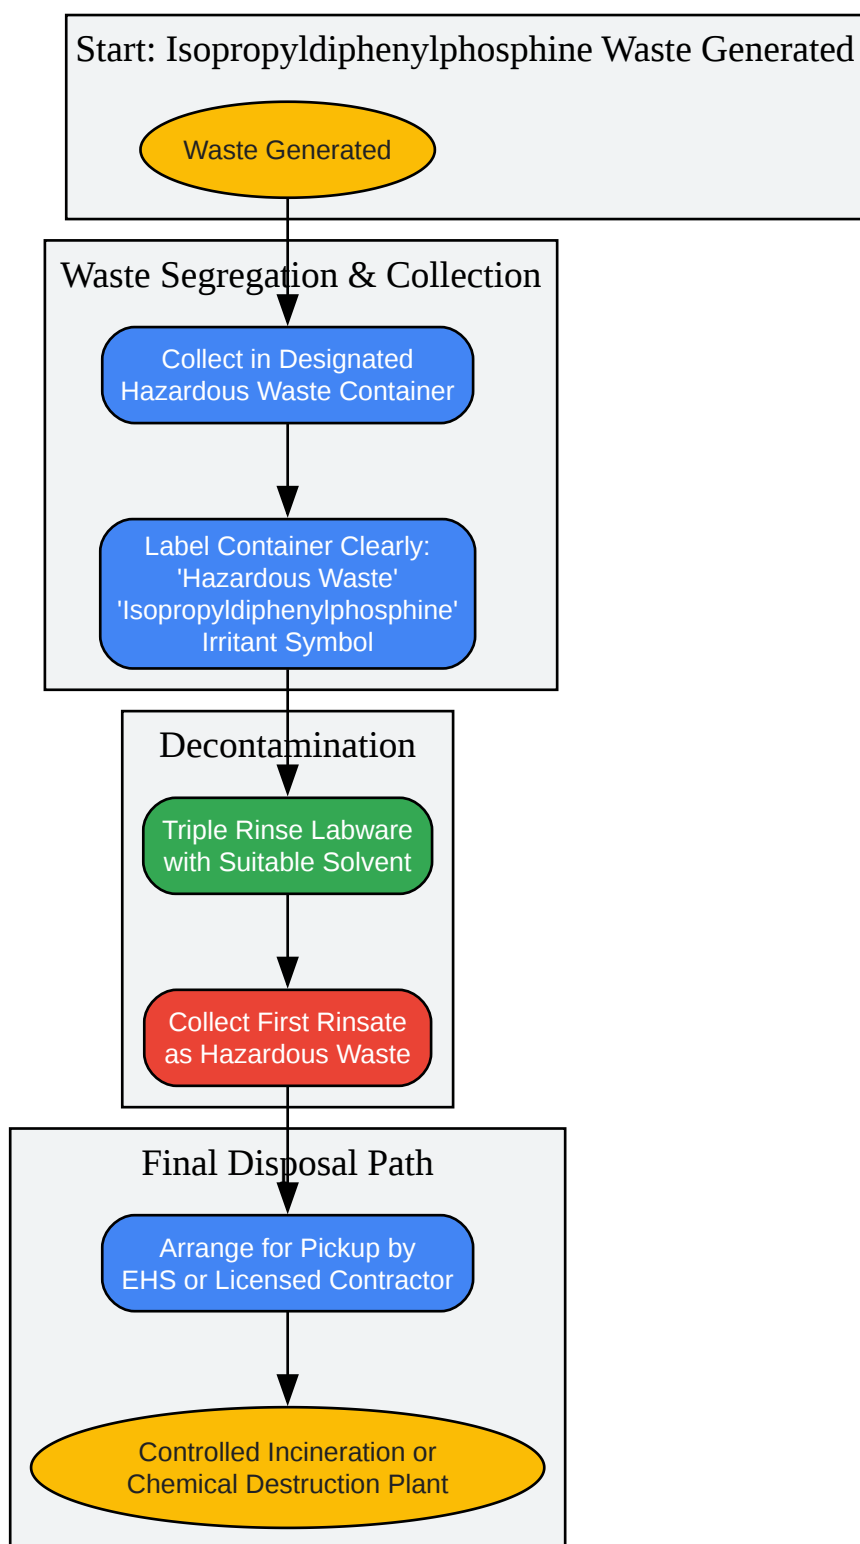 Start: Isopropyldiphenylphosphine Waste Generated
Waste Generated
Waste Segregation & Collection
Collect in Designated
Hazardous Waste Container
Label Container Clearly:
'Hazardous Waste'
'Isopropyldiphenylphosphine'
Irritant Symbol
Decontamination
Triple Rinse Labware
with Suitable Solvent
Collect First Rinsate
as Hazardous Waste
Final Disposal Path
Arrange for Pickup by
EHS or Licensed Contractor
Controlled Incineration or
Chemical Destruction Plant